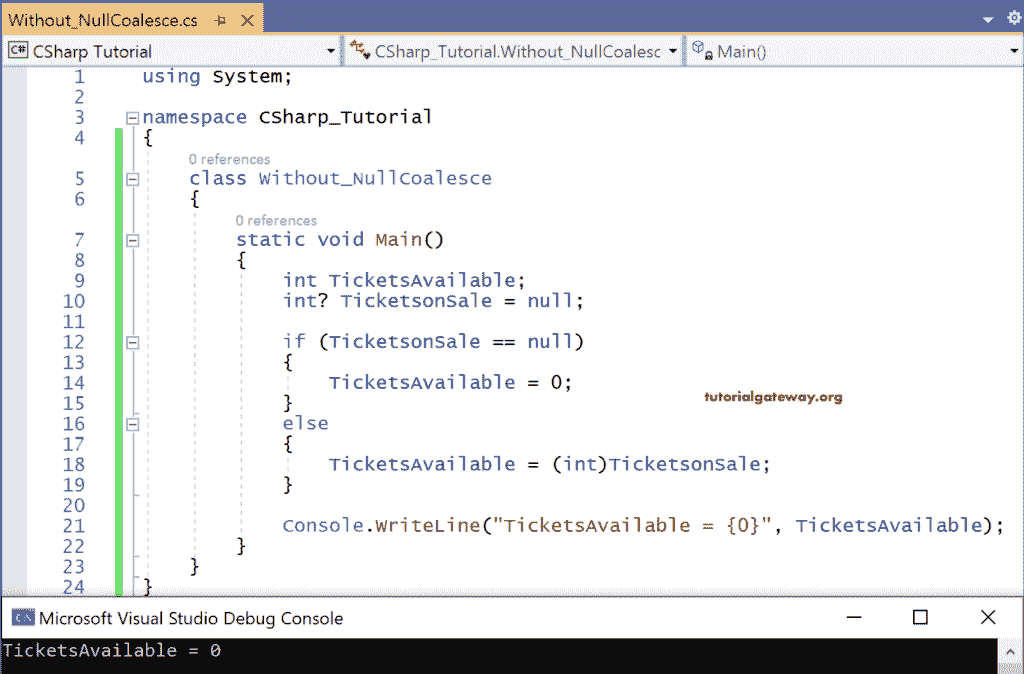 Without_NullCoalesce.cs
C# CSharp Tutorial CSharp_Tutorial.Without_NullCoalesc Main()
1 using System;
2
3 namespace CSharp_Tutorial
4 {
0 references
5 class Without_NullCoalesce
6 {
0 references
7 static void Main()
8 {
9 int TicketsAvailable;
10 int? TicketsonSale = null;
11
12 if (TicketsonSale == null)
13 {
14 TicketsAvailable = 0;
tutorialgateway.org
15 }
16 else
17 {
18 TicketsAvailable = (int)TicketsonSale;
19 }
20
21 Console.WriteLine("TicketsAvailable = {0}", TicketsAvailable);
22 }
23 }
24 }
Microsoft Visual Studio Debug Console
TicketsAvailable = 0